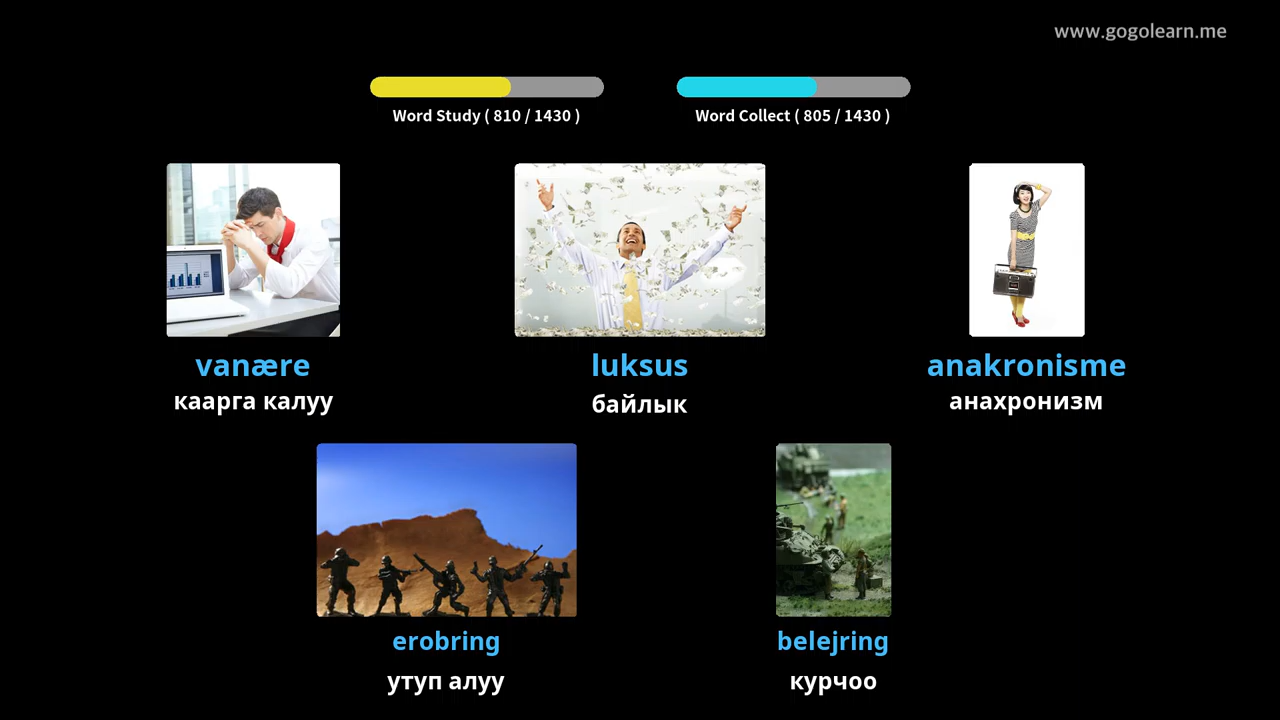 www.gogolearn.me
Word Study ( 810 / 1430 )
Word Collect ( 805 / 1430 )
vanære
каарга калуу
luksus
байлык
anakronisme
анахронизм
erobring
утуп алуу
belejring
курчоо